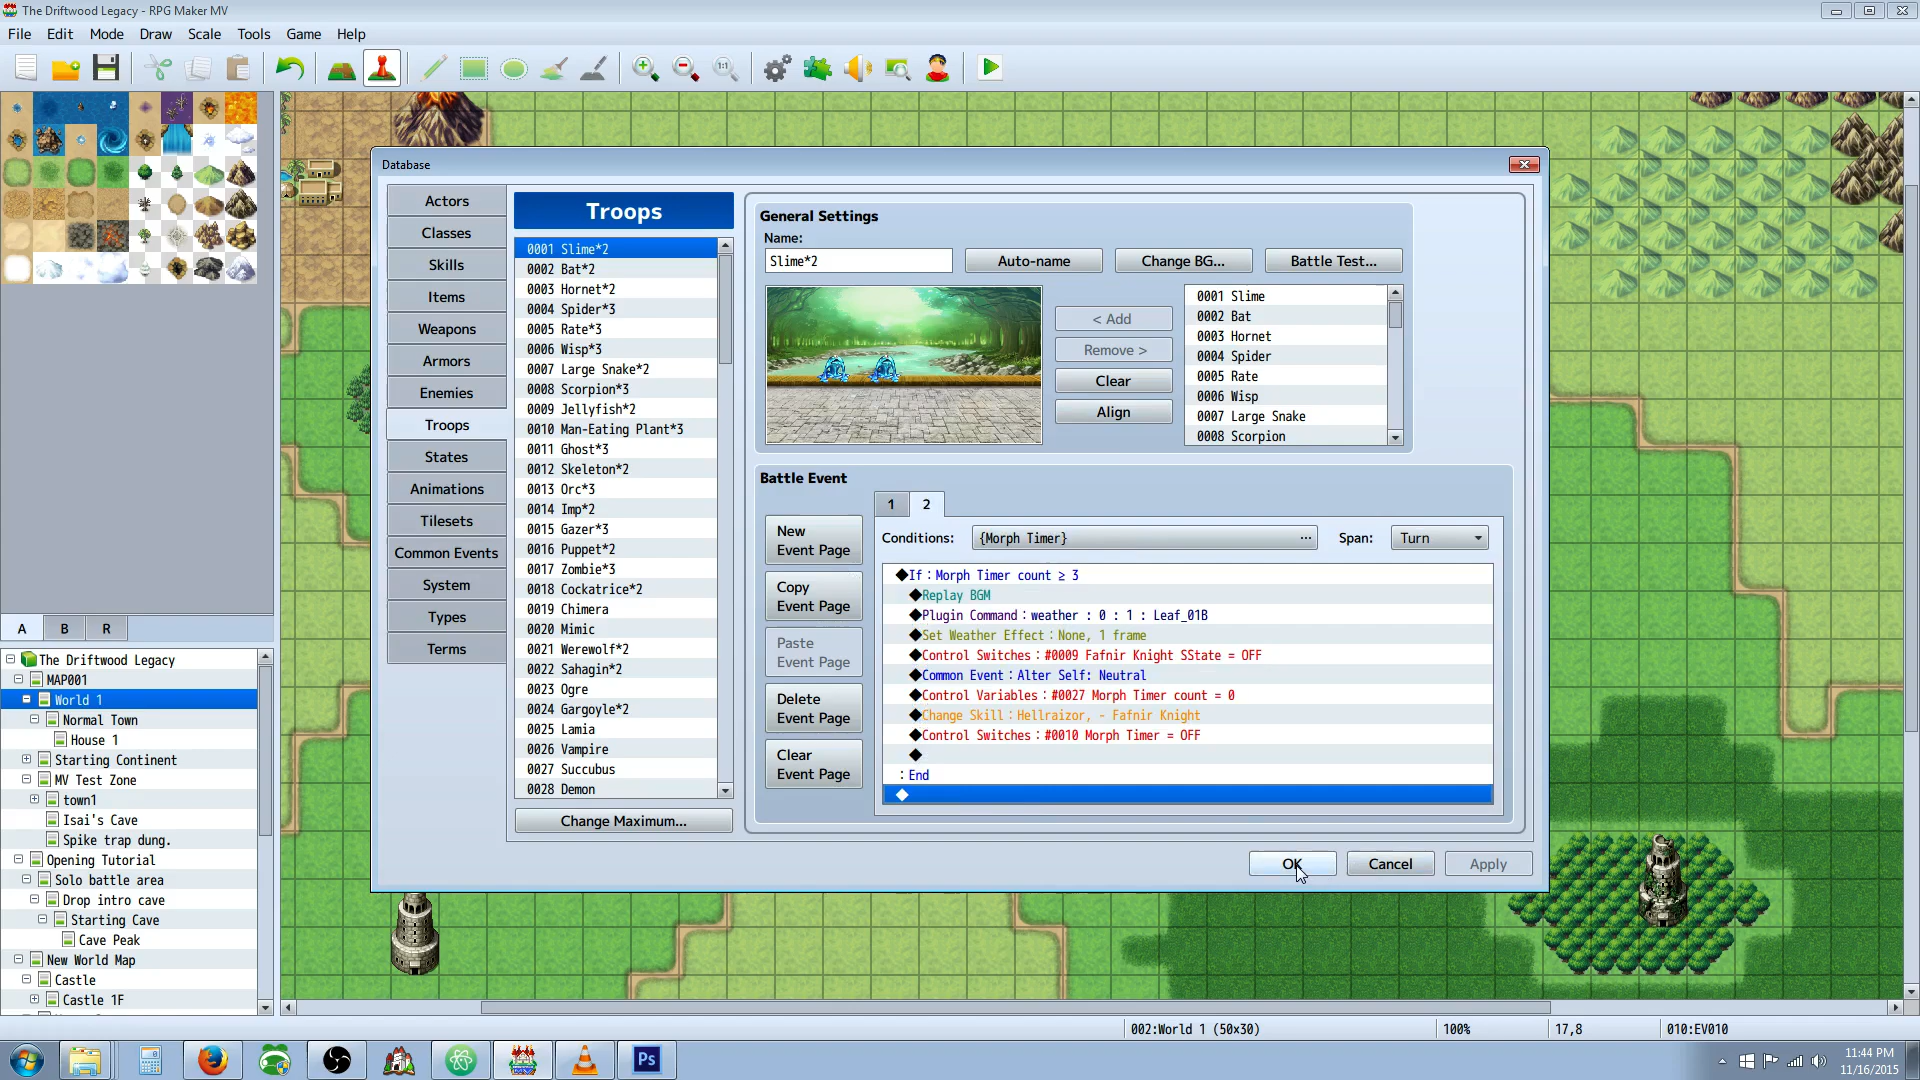 The Driftwood Legacy - RPG Maker MV
File Edit Mode Draw Scale Tools Game Help
1:1
Database
Actors
Classes
Skills
Items
Weapons
Armors
Enemies
Troops
States
Animations
Tilesets
Common Events
System
Types
Terms
Troops
0001 Slime*2
0002 Bat*2
0003 Hornet*2
0004 Spider*3
0005 Rate*3
0006 Wisp*3
0007 Large Snake*2
0008 Scorpion*3
0009 Jellyfish*2
0010 Man-Eating Plant*3
0011 Ghost*3
0012 Skeleton*2
0013 Orc*3
0014 Imp*2
0015 Gazer*3
0016 Puppet*2
0017 Zombie*3
0018 Cockatrice*2
0019 Chimera
0020 Mimic
0021 Werewolf*2
0022 Sahagin*2
0023 Ogre
0024 Gargoyle*2
0025 Lamia
0026 Vampire
0027 Succubus
0028 Demon
Change Maximum...
General Settings
Name:
Slime*2
Auto-name
Change BG...
Battle Test...
< Add
Remove >
Clear
Align
0001 Slime
0002 Bat
0003 Hornet
0004 Spider
0005 Rate
0006 Wisp
0007 Large Snake
0008 Scorpion
Battle Event
1 2
New
Event Page
Copy
Event Page
Paste
Event Page
Delete
Event Page
Clear
Event Page
Conditions: {Morph Timer} ... Span: Turn
◆If：Morph Timer count ≥ 3
◆Replay BGM
◆Plugin Command：weather : 0 : 1 : Leaf_01B
◆Set Weather Effect：None, 1 frame
◆Control Switches：#0009 Fafnir Knight SState = OFF
◆Common Event：Alter Self: Neutral
◆Control Variables：#0027 Morph Timer count = 0
◆Change Skill：Hellraizor, - Fafnir Knight
◆Control Switches：#0010 Morph Timer = OFF
◆
：End
◆
OK Cancel Apply
A B R
The Driftwood Legacy
MAP001
World 1
Normal Town
House 1
Starting Continent
MV Test Zone
town1
Isai's Cave
Spike trap dung.
Opening Tutorial
Solo battle area
Drop intro cave
Starting Cave
Cave Peak
New World Map
Castle
Castle 1F
002:World 1 (50x30) 100% 17,8 010:EV010
Ps
11:44 PM
11/16/2015